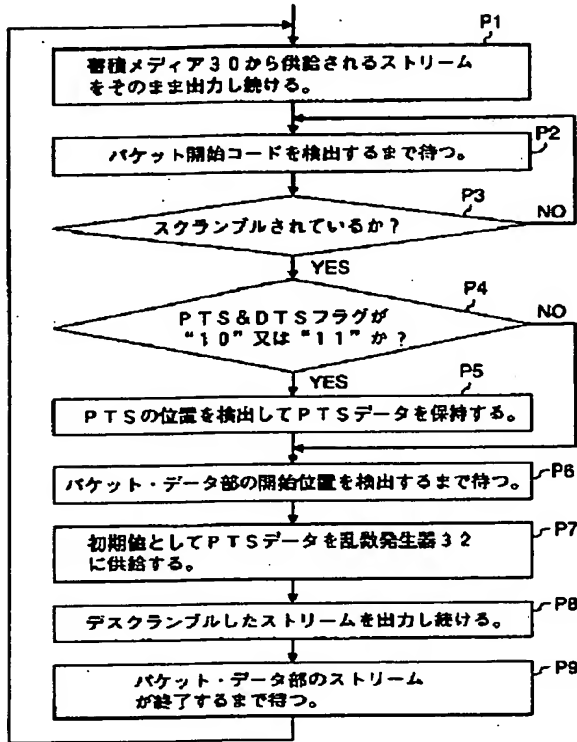 P1
蓄積メディア30から供給されるストリーム
をそのまま出力し続ける。
P2
パケット開始コードを検出するまで待つ。
P3
スクランブルされているか？
NO
YES
P4
PTS＆DTSフラグが
“10”又は“11”か？
NO
YES
P5
PTSの位置を検出してPTSデータを保持する。
P6
パケット・データ部の開始位置を検出するまで待つ。
P7
初期値としてPTSデータを乱数発生器32
に供給する。
P8
デスクランブルしたストリームを出力し続ける。
P9
パケット・データ部のストリーム
が終了するまで待つ。